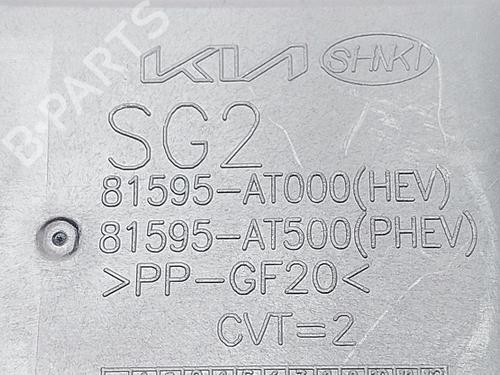 KIA SHNKI
SG2
81595-AT000(HEV)
81595-AT500(PHEV)
>PP-GF20<
CVT=2
B-PARTS